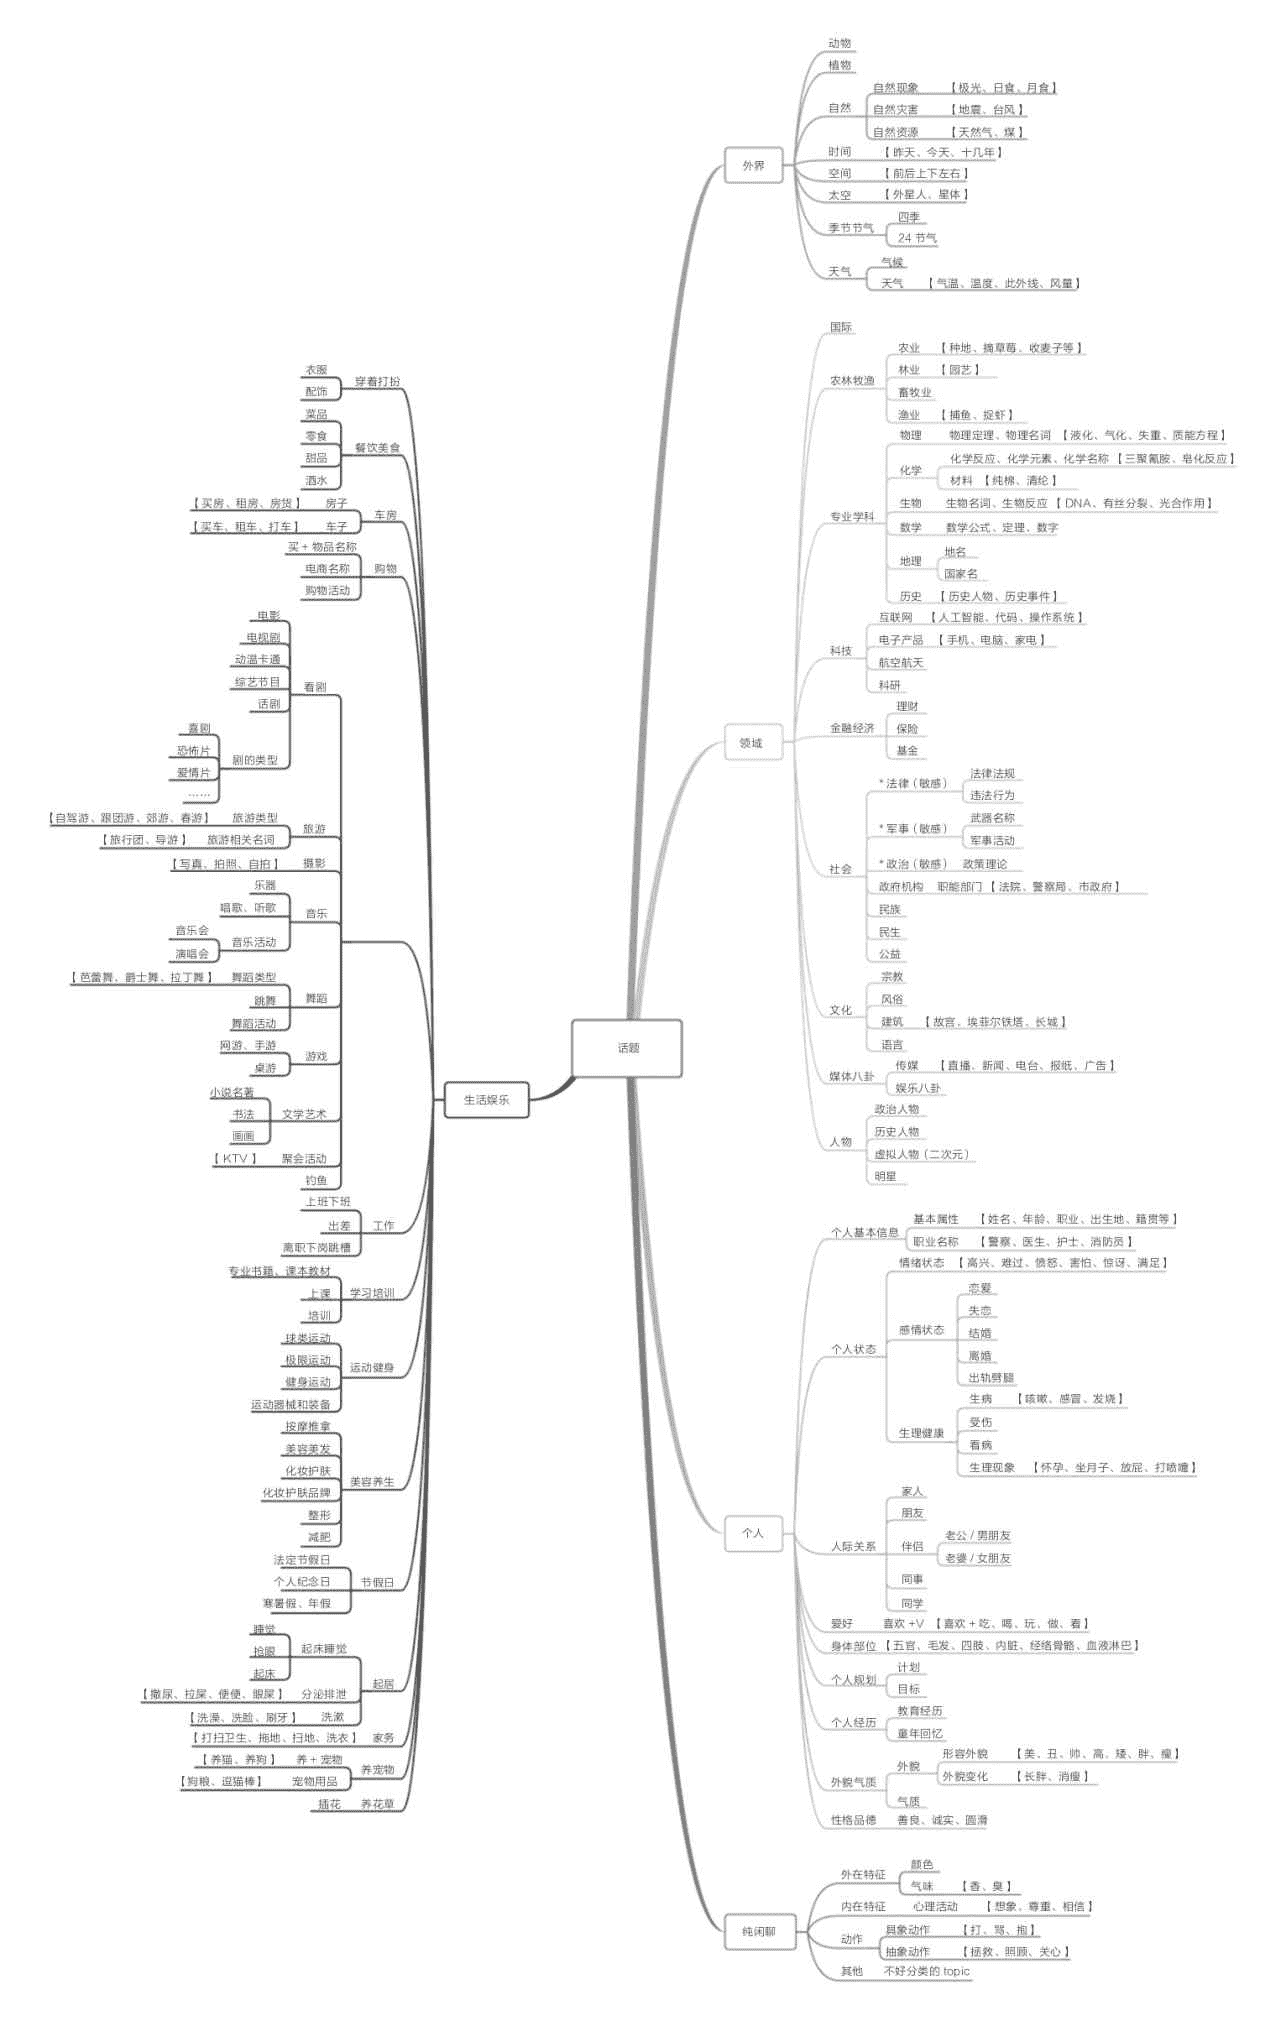 话题
外界
动物
植物
自然
自然现象 【极光、日食、月食】
自然灾害 【地震、台风】
自然资源 【天然气、煤】
时间 【昨天、今天、十几年】
空间 【前后上下左右】
太空 【外星人、星体】
季节节气
四季
24 节气
天气
气候
天气 【气温、温度、此外线、风量】
领域
国际
农林牧渔
农业 【种地、摘草莓、收麦子等】
林业 【园艺】
畜牧业
渔业 【捕鱼、捉虾】
专业学科
物理 物理定理、物理名词 【液化、气化、失重、质能方程】
化学
化学反应、化学元素、化学名称 【三聚氰胺、皂化反应】
材料 【纯棉、清纶】
生物 生物名词、生物反应 【DNA、有丝分裂、光合作用】
数学 数学公式、定理、数字
地理
地名
国家名
历史 【历史人物、历史事件】
科技
互联网 【人工智能、代码、操作系统】
电子产品 【手机、电脑、家电】
航空航天
科研
金融经济
理财
保险
基金
社会
*法律（敏感）
法律法规
违法行为
*军事（敏感）
武器名称
军事活动
*政治（敏感） 政策理论
政府机构 职能部门 【法院、警察局、市政府】
民族
民生
公益
文化
宗教
风俗
建筑 【故宫、埃菲尔铁塔、长城】
语言
媒体八卦
传媒 【直播、新闻、电台、报纸、广告】
娱乐八卦
人物
政治人物
历史人物
虚拟人物（二次元）
明星
个人
个人基本信息
基本属性 【姓名、年龄、职业、出生地、籍贯等】
职业名称 【警察、医生、护士、消防员】
个人状态
情绪状态 【高兴、难过、愤怒、害怕、惊讶、满足】
感情状态
恋爱
失恋
结婚
离婚
出轨劈腿
生理健康
生病 【咳嗽、感冒、发烧】
受伤
看病
生理现象 【怀孕、坐月子、放屁、打喷嚏】
人际关系
家人
朋友
伴侣
老公 / 男朋友
老婆 / 女朋友
同事
同学
爱好 喜欢 +V 【喜欢 + 吃、喝、玩、做、看】
身体部位 【五官、毛发、四肢、内脏、经络骨骼、血液淋巴】
个人规划
计划
目标
个人经历
教育经历
童年回忆
外貌气质
外貌
形容外貌 【美、丑、帅、高、矮、胖、瘦】
外貌变化 【长胖、消瘦】
气质
性格品德 善良、诚实、圆滑
纯闲聊
外在特征
颜色
气味 【香、臭】
内在特征 心理活动 【想象、尊重、相信】
动作
具象动作 【打、骂、抱】
抽象动作 【拯救、照顾、关心】
其他 不好分类的 topic
生活娱乐
穿着打扮
衣服
配饰
餐饮美食
菜品
零食
甜品
酒水
车房
【买房、租房、房贷】 房子
【买车、租车、打车】 车子
购物
买 + 物品名称
电商名称
购物活动
看剧
电影
电视剧
动温卡通
综艺节目
话剧
剧的类型
喜剧
恐怖片
爱情片
……
旅游
【自驾游、跟团游、郊游、春游】 旅游类型
【旅行团、导游】 旅游相关名词
【写真、拍照、自拍】 摄影
音乐
乐器
唱歌、听歌
音乐活动
音乐会
演唱会
舞蹈
【芭蕾舞、爵士舞、拉丁舞】 舞蹈类型
跳舞
舞蹈活动
游戏
网游、手游
桌游
文学艺术
小说名著
书法
画画
【KTV】 聚会活动
钓鱼
工作
上班下班
出差
离职下岗跳槽
学习培训
专业书籍、课本教材
上课
培训
运动健身
球类运动
极限运动
健身运动
运动器械和装备
美容养生
按摩推拿
美容美发
化妆护肤
化妆护肤品牌
整形
减肥
节假日
法定节假日
个人纪念日
寒暑假、年假
起居
起床睡觉
睡觉
抢眼
起床
【撒尿、拉屎、便便、眼屎】 分泌排泄
【洗澡、洗脸、刷牙】 洗漱
【打扫卫生、拖地、扫地、洗衣】 家务
养宠物
【养猫、养狗】 养 + 宠物
【狗粮、逗猫棒】 宠物用品
插花 养花草